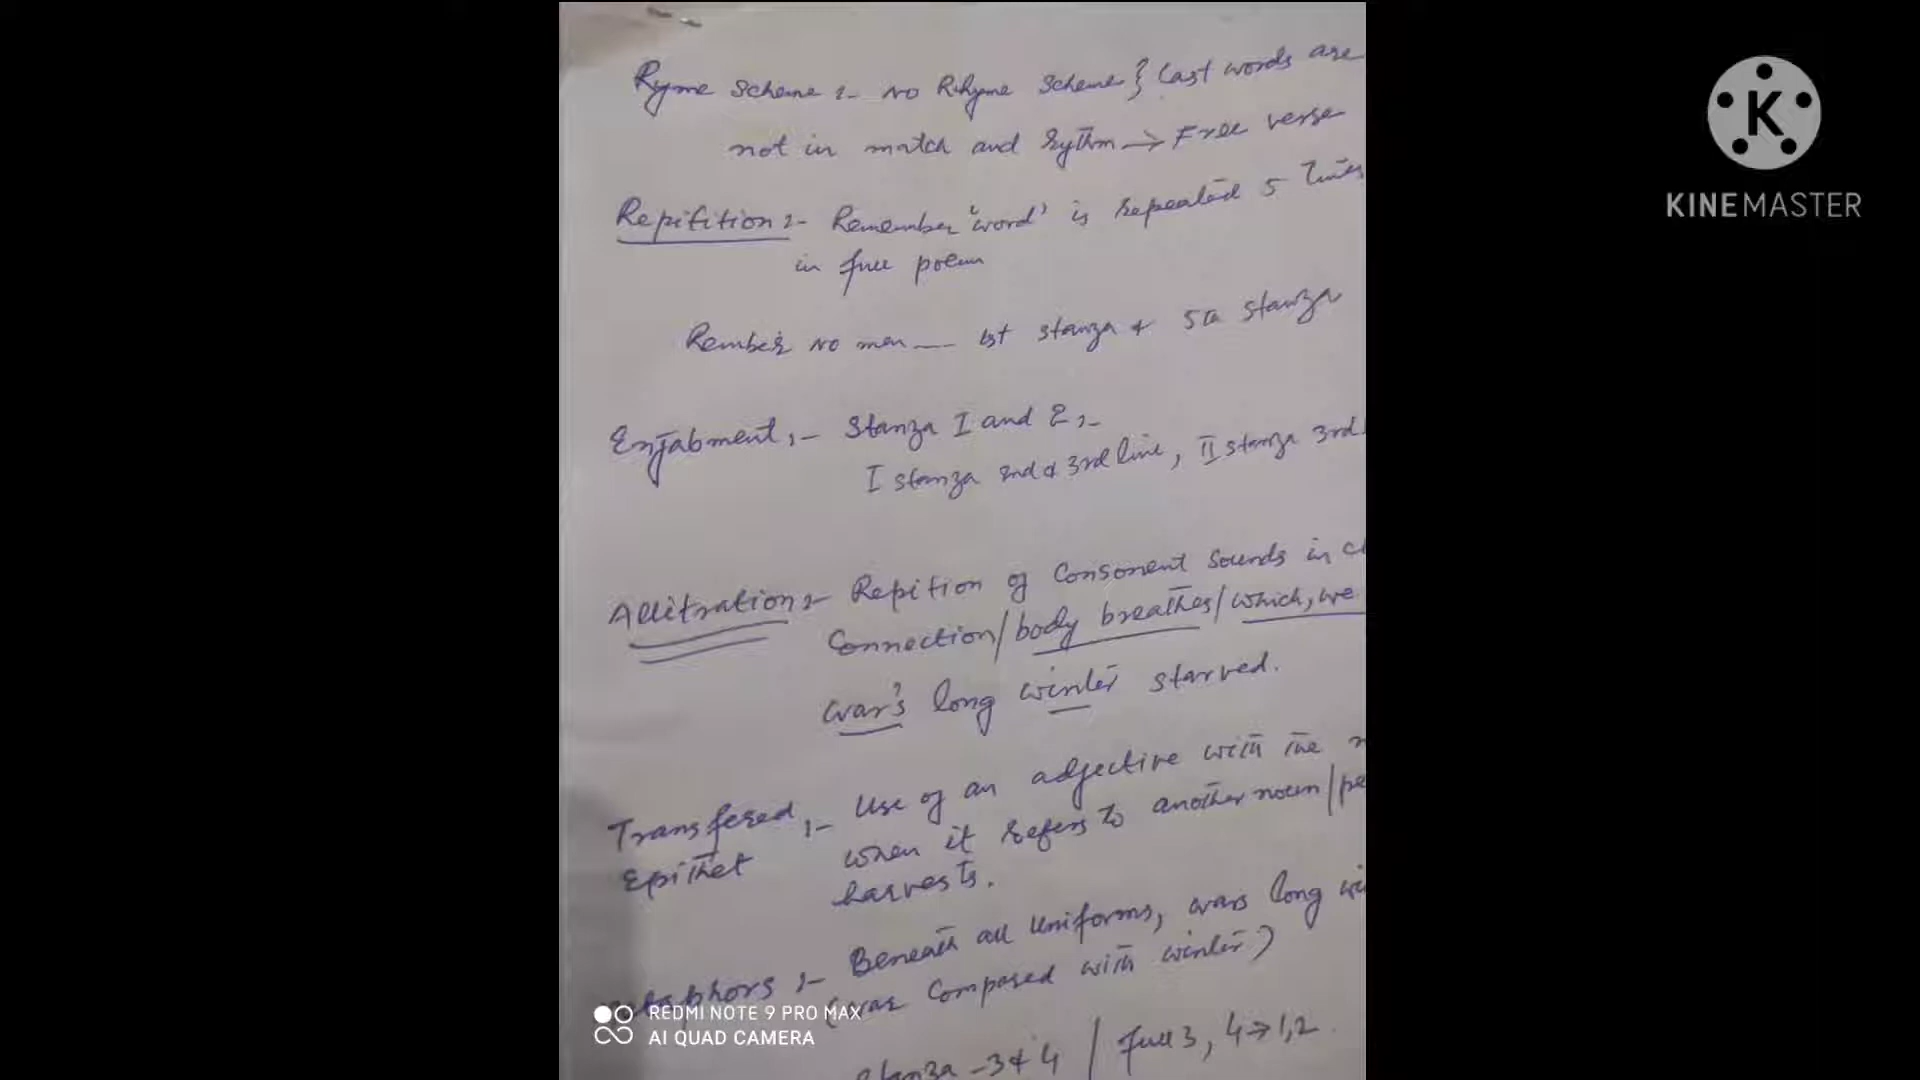 Ryme Scheme :- no Rhyme Scheme } Last words are
not in match and rythm → Free verse
Repifition :- Remember 'word' is repeated 5 Times
in full poem
Rember no men — 1st stanza & 5th stanza
Enjabment :- Stanza I and 2 :-
I stanza 2nd & 3rd line, II stanza 3rd
Allitration :- Repition of Consonent Sounds in
Connection/ body breathes/ which, we
war's long winter starved.
Transfered :- Use of an adjective with the
Epithet when it refers to another noun/
harvests.
Beneath all Uniforms, wars long
(war Compared with winter)
Stanza - 3 & 4 / full 3, 4 → 1,2
K
KINEMASTER
REDMI NOTE 9 PRO MAX
AI QUAD CAMERA